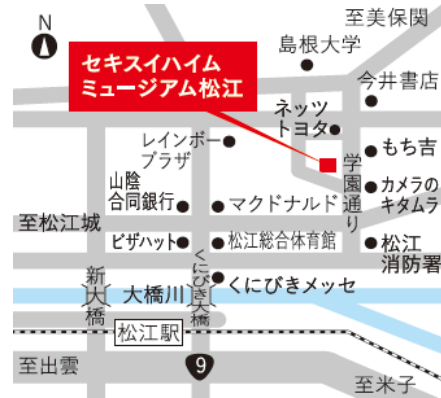 N
至美保関
島根大学
セキスイハイム
ミュージアム松江
今井書店
ネッツ
トヨタ
レインボー
プラザ
もち吉
学園通り
山陰
合同銀行
マクドナルド
カメラの
キタムラ
至松江城
ピザハット
松江総合体育館
松江
消防署
くにびき大橋
くにびきメッセ
新大橋
大橋川
松江駅
9
至出雲
至米子